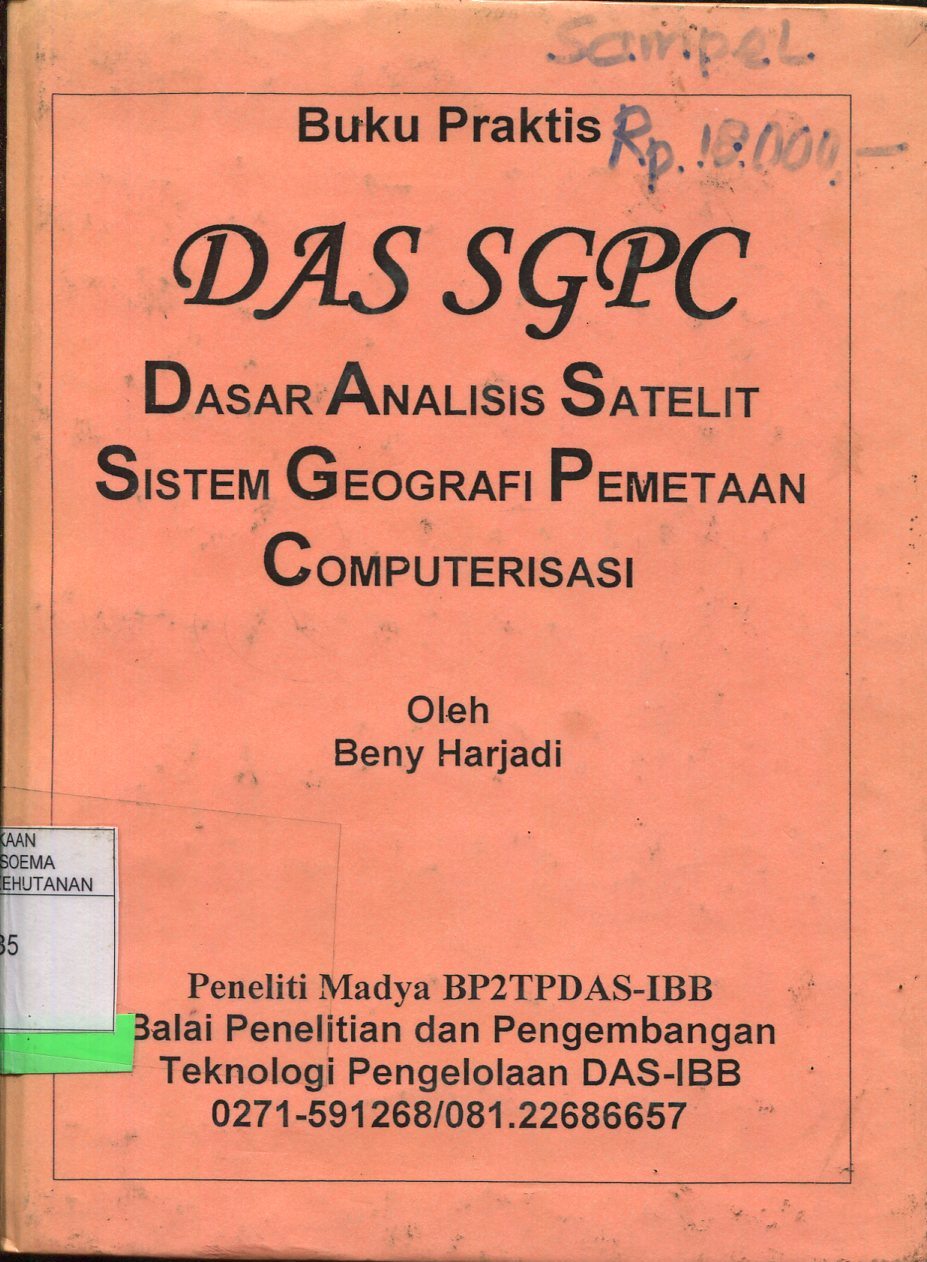 Sampel
Buku Praktis
Rp. 18.000,-
DAS SGPC
DASAR ANALISIS SATELIT
SISTEM GEOGRAFI PEMETAAN
COMPUTERISASI
Oleh
Beny Harjadi
KAAN
SOEMA
EHUTANAN
35
Peneliti Madya BP2TPDAS-IBB
Balai Penelitian dan Pengembangan
Teknologi Pengelolaan DAS-IBB
0271-591268/081.22686657